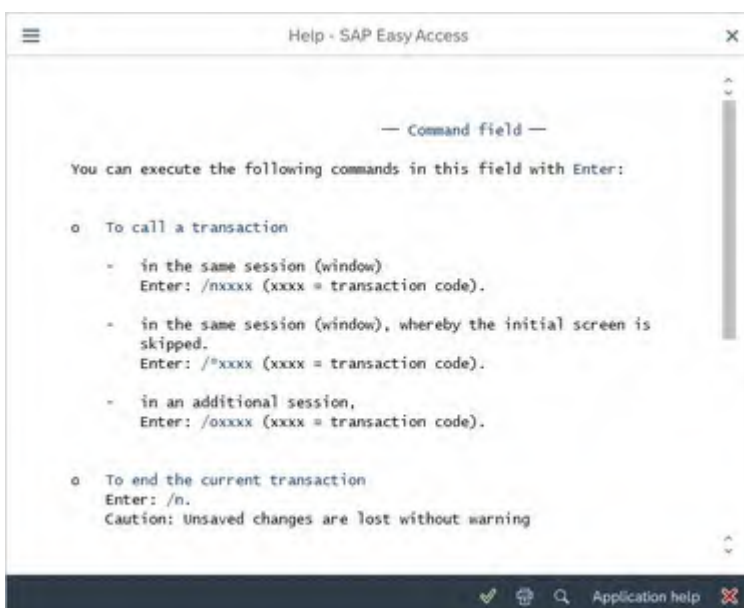 Help - SAP Easy Access
— Command field —
You can execute the following commands in this field with Enter:
o To call a transaction
- in the same session (window)
Enter: /nxxxx (xxxx = transaction code).
- in the same session (window), whereby the initial screen is
skipped.
Enter: /*xxxx (xxxx = transaction code).
- in an additional session,
Enter: /oxxxx (xxxx = transaction code).
o To end the current transaction
Enter: /n.
Caution: Unsaved changes are lost without warning
Application help